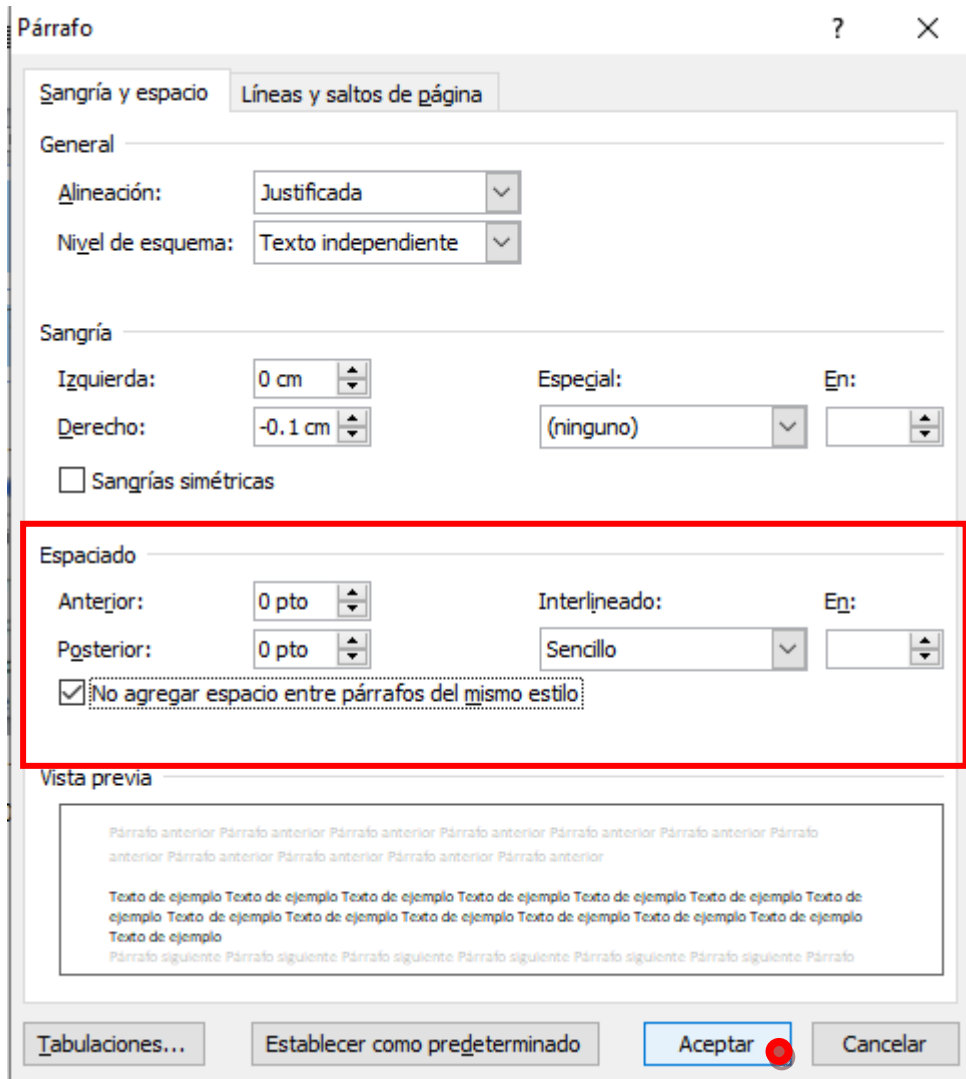 Párrafo ?
Sangría y espacio Líneas y saltos de página
General
Alineación: Justificada
Nivel de esquema: Texto independiente
Sangría
Izquierda: 0 cm Especial: En:
Derecho: -0.1 cm (ninguno)
Sangrías simétricas
Espaciado
Anterior: 0 pto Interlineado: En:
Posterior: 0 pto Sencillo
No agregar espacio entre párrafos del mismo estilo
Vista previa
Párrafo anterior Párrafo anterior Párrafo anterior Párrafo anterior Párrafo anterior Párrafo anterior Párrafo
anterior Párrafo anterior Párrafo anterior Párrafo anterior Párrafo anterior
Texto de ejemplo Texto de ejemplo Texto de ejemplo Texto de ejemplo Texto de ejemplo Texto de ejemplo Texto de
ejemplo Texto de ejemplo Texto de ejemplo Texto de ejemplo Texto de ejemplo Texto de ejemplo Texto de ejemplo
Texto de ejemplo
Párrafo siguiente Párrafo siguiente Párrafo siguiente Párrafo siguiente Párrafo siguiente Párrafo siguiente Párrafo
Tabulaciones... Establecer como predeterminado Aceptar Cancelar